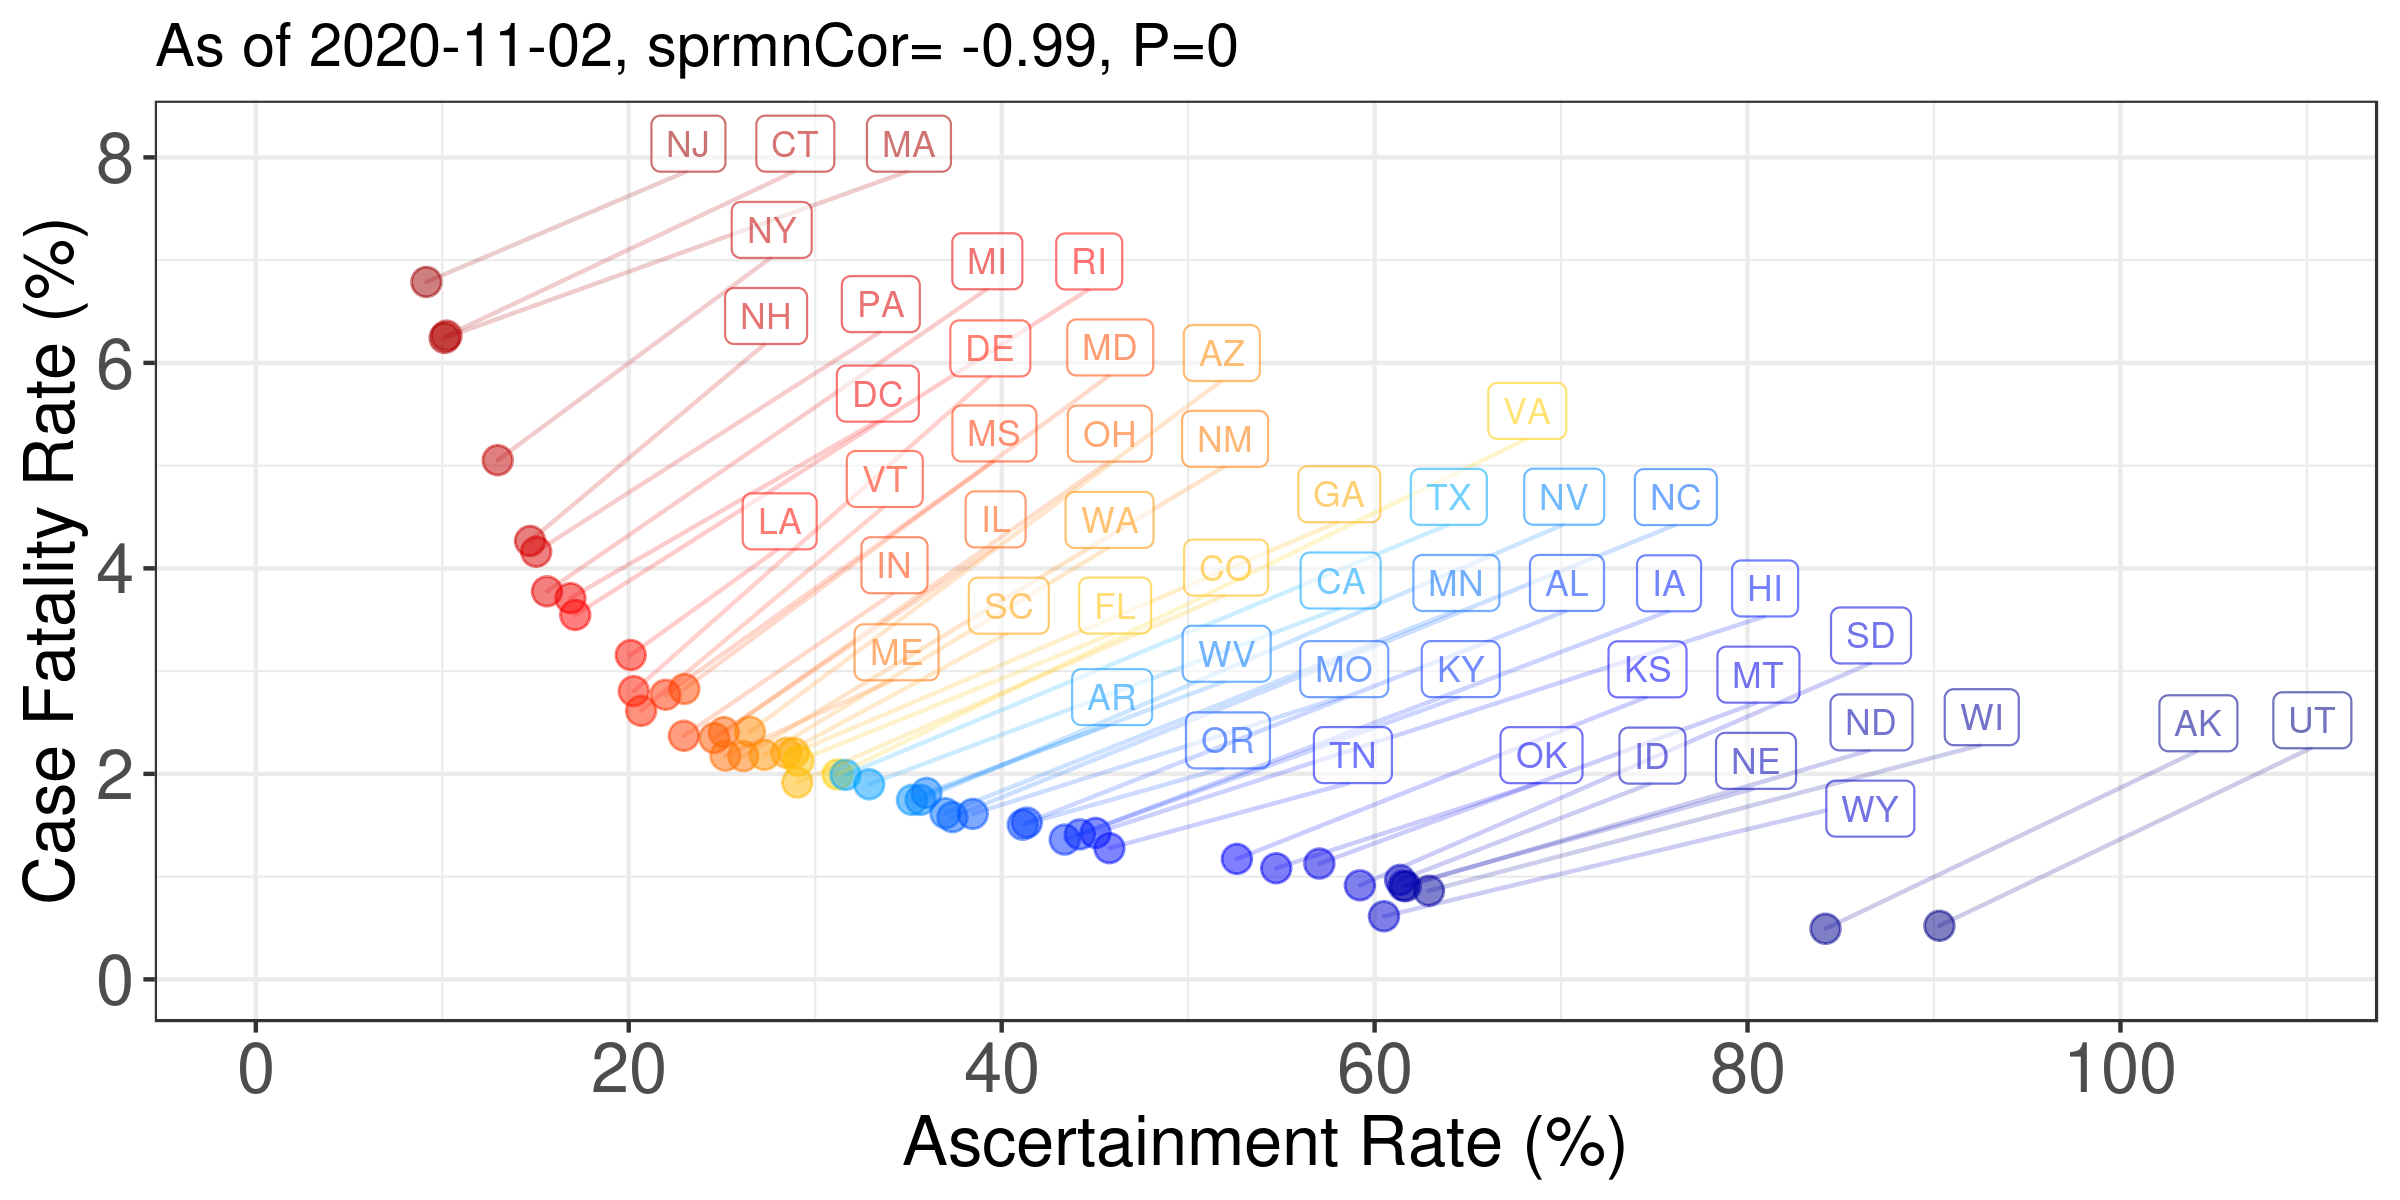 As of 2020-11-02, sprmnCor= -0.99, P=0
Case Fatality Rate (%)
8
6
4
2
0
NJ CT MA
NY
MI RI
PA
NH
DE MD AZ
DC
VA
MS OH NM
VT
GA TX NV NC
LA
IL WA
IN
CO CA MN AL IA HI
SC FL
SD
ME
WV MO KY KS MT
AR
ND WI AK UT
OR TN OK ID NE
WY
0 20 40 60 80 100
Ascertainment Rate (%)